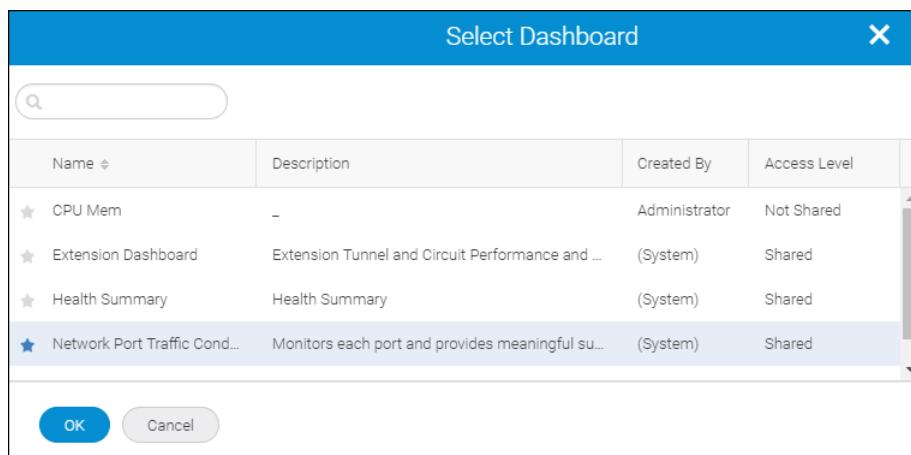 Select Dashboard
Name Description Created By Access Level
CPU Mem _ Administrator Not Shared
Extension Dashboard Extension Tunnel and Circuit Performance and ... (System) Shared
Health Summary Health Summary (System) Shared
Network Port Traffic Cond... Monitors each port and provides meaningful su... (System) Shared
OK Cancel